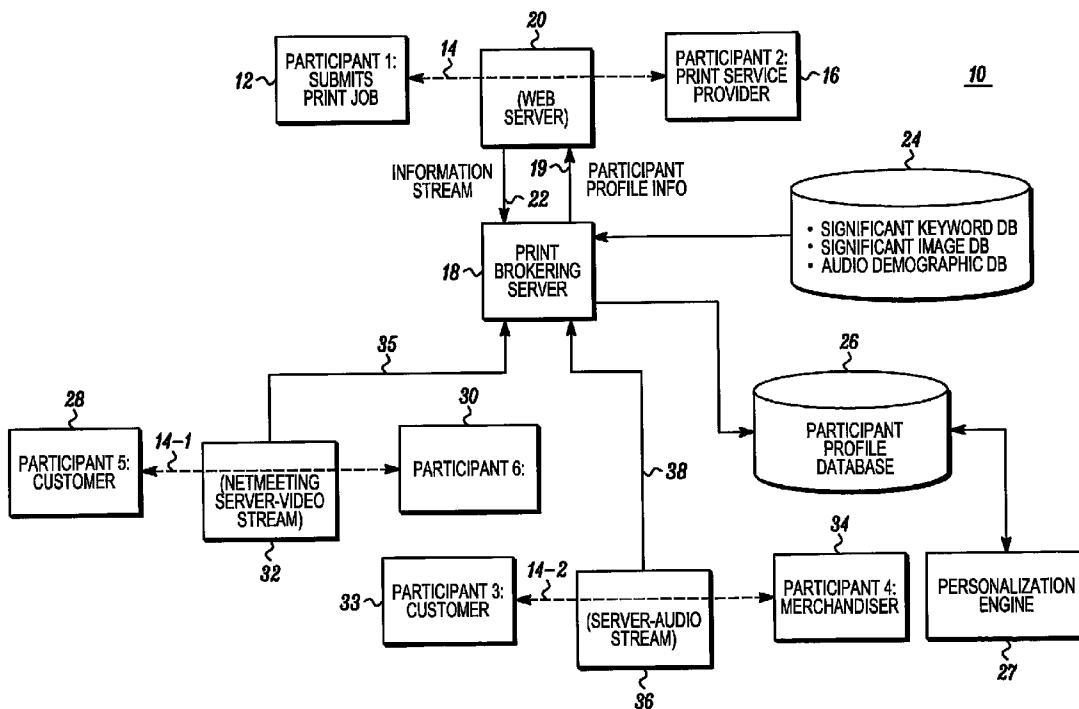 20
PARTICIPANT 1:
SUBMITS
PRINT JOB
12
14
(WEB
SERVER)
PARTICIPANT 2:
PRINT SERVICE
PROVIDER
16
10
INFORMATION
STREAM
22
19
PARTICIPANT
PROFILE INFO
24
• SIGNIFICANT KEYWORD DB
• SIGNIFICANT IMAGE DB
• AUDIO DEMOGRAPHIC DB
18
PRINT
BROKERING
SERVER
35
38
26
PARTICIPANT
PROFILE
DATABASE
28
PARTICIPANT 5:
CUSTOMER
14-1
(NETMEETING
SERVER-VIDEO
STREAM)
32
30
PARTICIPANT 6:
33
PARTICIPANT 3:
CUSTOMER
14-2
(SERVER-AUDIO
STREAM)
36
34
PARTICIPANT 4:
MERCHANDISER
PERSONALIZATION
ENGINE
27